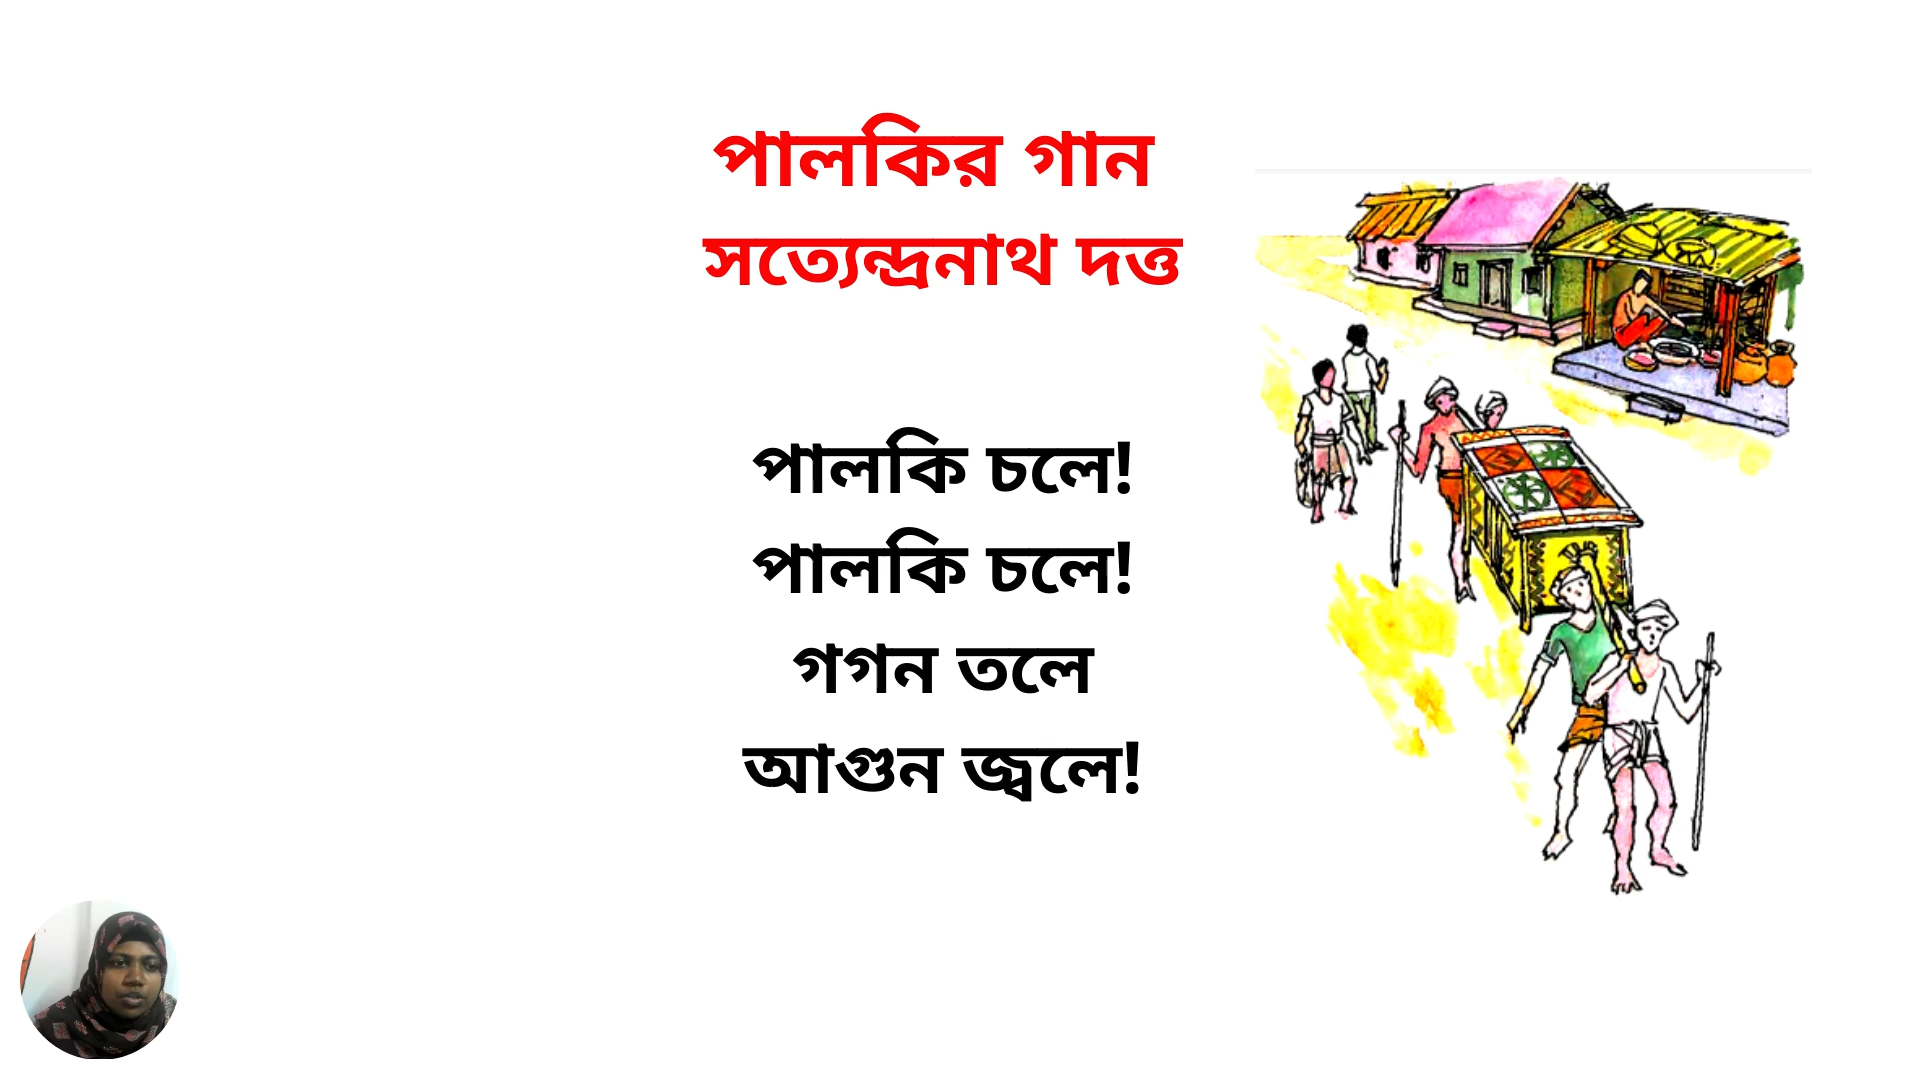 পালকির গান
সত্যেন্দ্রনাথ দত্ত
পালকি চলে!
পালকি চলে!
গগন তলে
আগুন জ্বলে!